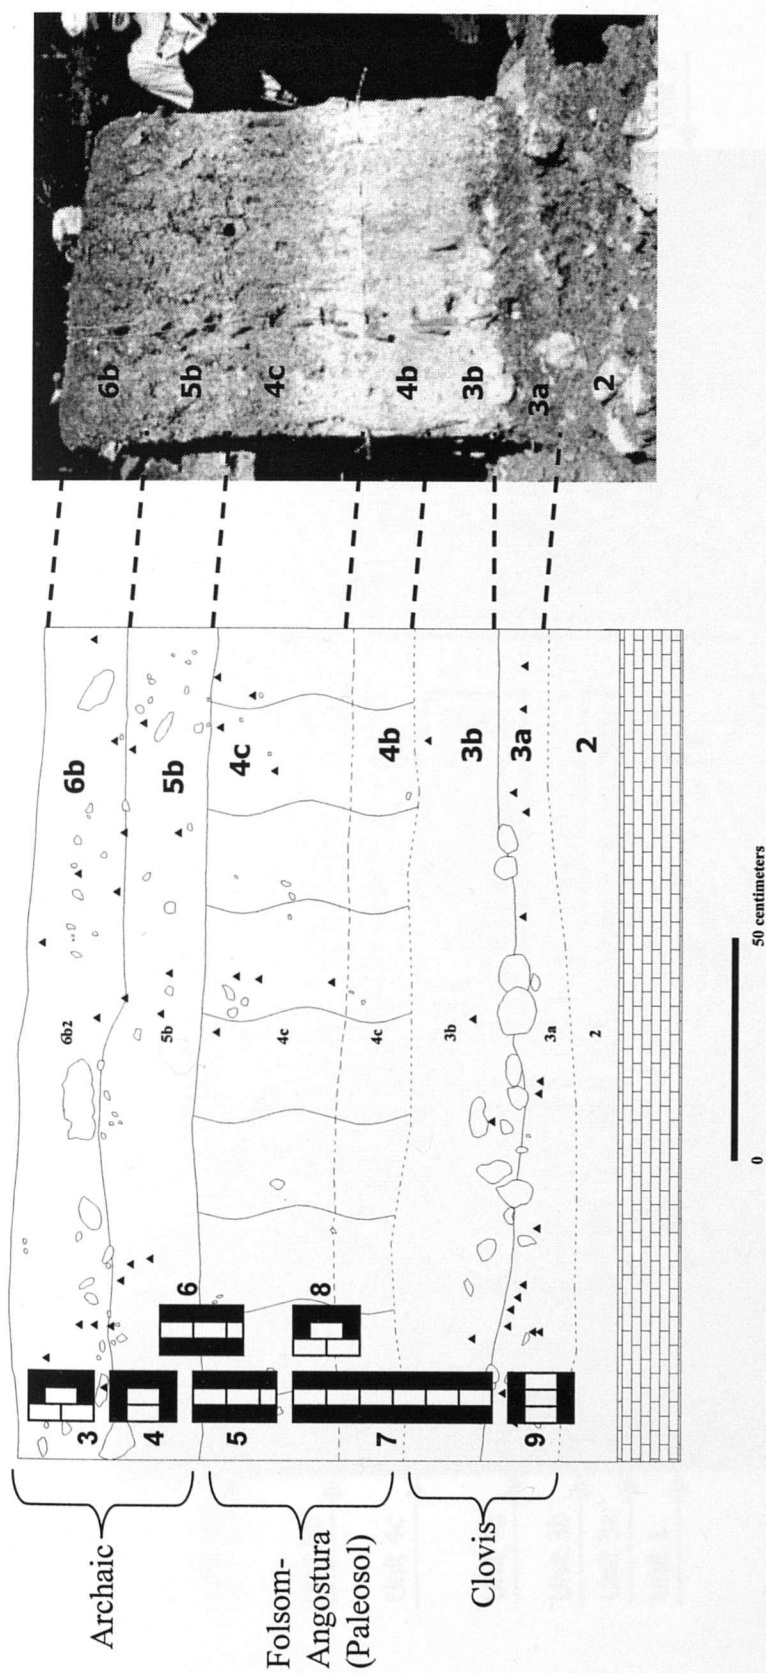 Archaic
Folsom-
Angostura
(Paleosol)
Clovis
3
4
5
6
7
8
9
6b2
5b
4c
4c
3b
3a
2
6b
5b
4c
4b
3b
3a
2
6b
5b
4c
4b
3b
3a
2
0
50 centimeters